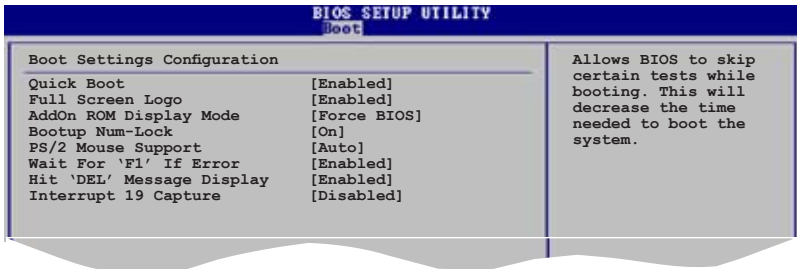 BIOS SETUP UTILITY
Boot
Boot Settings Configuration
Quick Boot [Enabled]
Full Screen Logo [Enabled]
AddOn ROM Display Mode [Force BIOS]
Bootup Num-Lock [On]
PS/2 Mouse Support [Auto]
Wait For ‘F1’ If Error [Enabled]
Hit ‘DEL’ Message Display [Enabled]
Interrupt 19 Capture [Disabled]
Allows BIOS to skip
certain tests while
booting. This will
decrease the time
needed to boot the
system.